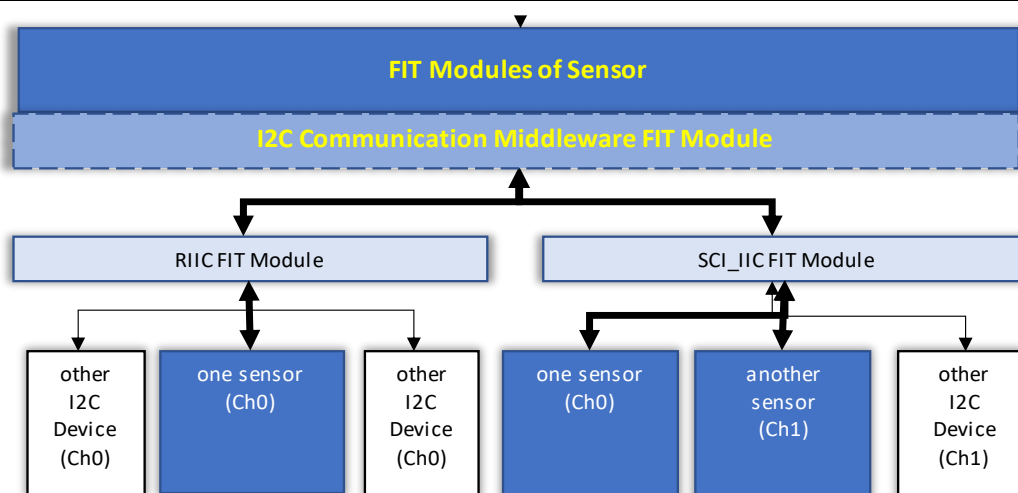 FIT Modules of Sensor
I2C Communication Middleware FIT Module
RIIC FIT Module
SCI_IIC FIT Module
other
I2C
Device
(Ch0)
one sensor
(Ch0)
other
I2C
Device
(Ch0)
one sensor
(Ch0)
another
sensor
(Ch1)
other
I2C
Device
(Ch1)